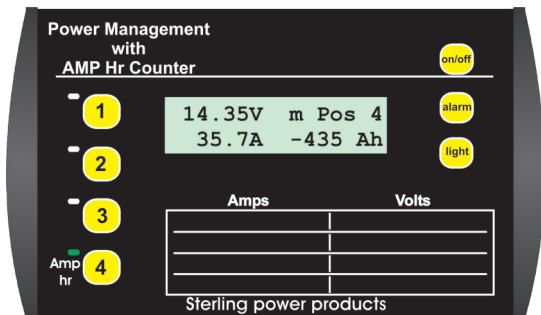 Power Management
with
AMP Hr Counter
on/off
1
14.35V m Pos 4
alarm
35.7A -435 Ah
2
light
3
Amps Volts
Amp
hr
4
Sterling power products